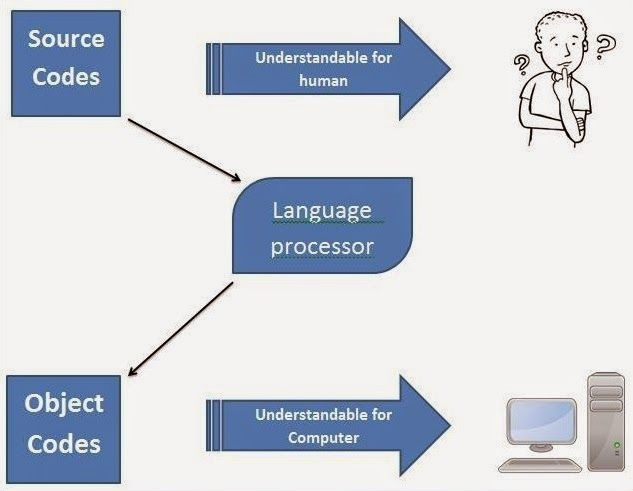 Source
Codes
Understandable for
human
? ?
Language
processor
Object
Codes
Understandable for
Computer